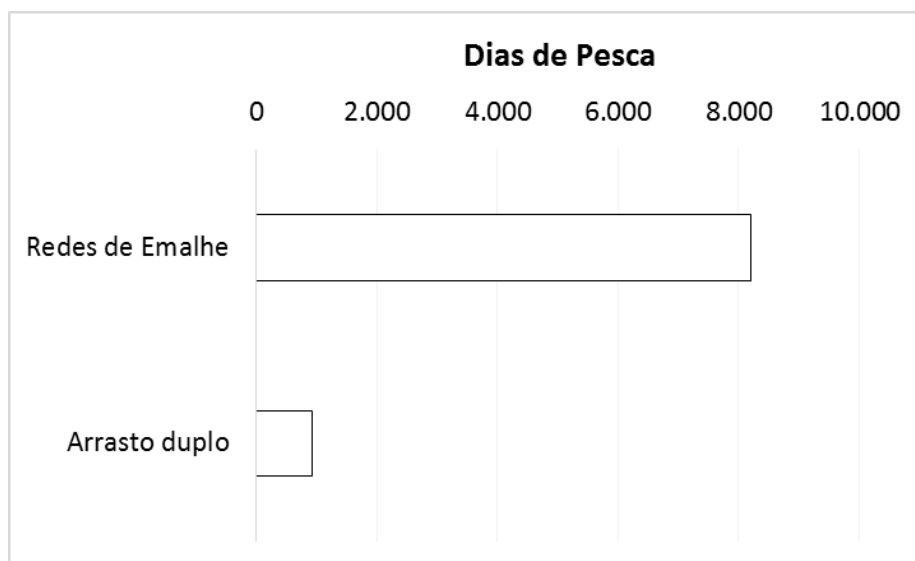 Dias de Pesca
0 2.000 4.000 6.000 8.000 10.000
Redes de Emalhe
Arrasto duplo